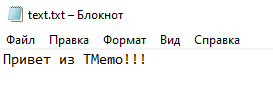 text.txt – Блокнот
Файл Правка Формат Вид Справка
Привет из TMemo!!!